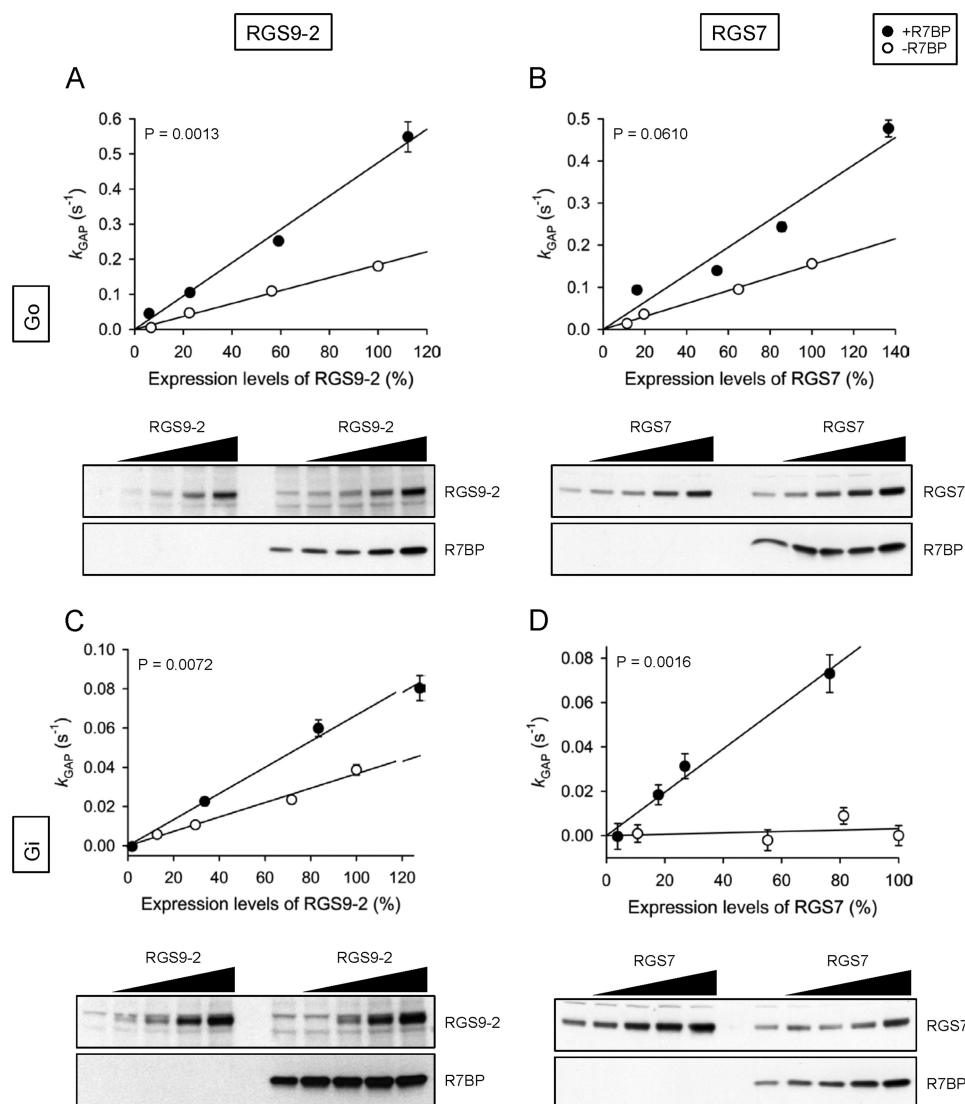 RGS9-2
RGS7
+R7BP
-R7BP
A
P = 0.0013
0.6
0.5
0.4
0.3
0.2
0.1
0.0
kGAP (s-1)
0 20 40 60 80 100 120
Expression levels of RGS9-2 (%)
B
P = 0.0610
0.5
0.4
0.3
0.2
0.1
0.0
kGAP (s-1)
0 20 40 60 80 100 120 140
Expression levels of RGS7 (%)
Go
RGS9-2 RGS9-2
RGS9-2
R7BP
RGS7 RGS7
RGS7
R7BP
C
P = 0.0072
0.10
0.08
0.06
0.04
0.02
0.00
kGAP (s-1)
0 20 40 60 80 100 120
Expression levels of RGS9-2 (%)
D
P = 0.0016
0.08
0.06
0.04
0.02
0.00
kGAP (s-1)
0 20 40 60 80 100
Expression levels of RGS7 (%)
Gi
RGS9-2 RGS9-2
RGS9-2
R7BP
RGS7 RGS7
RGS7
R7BP